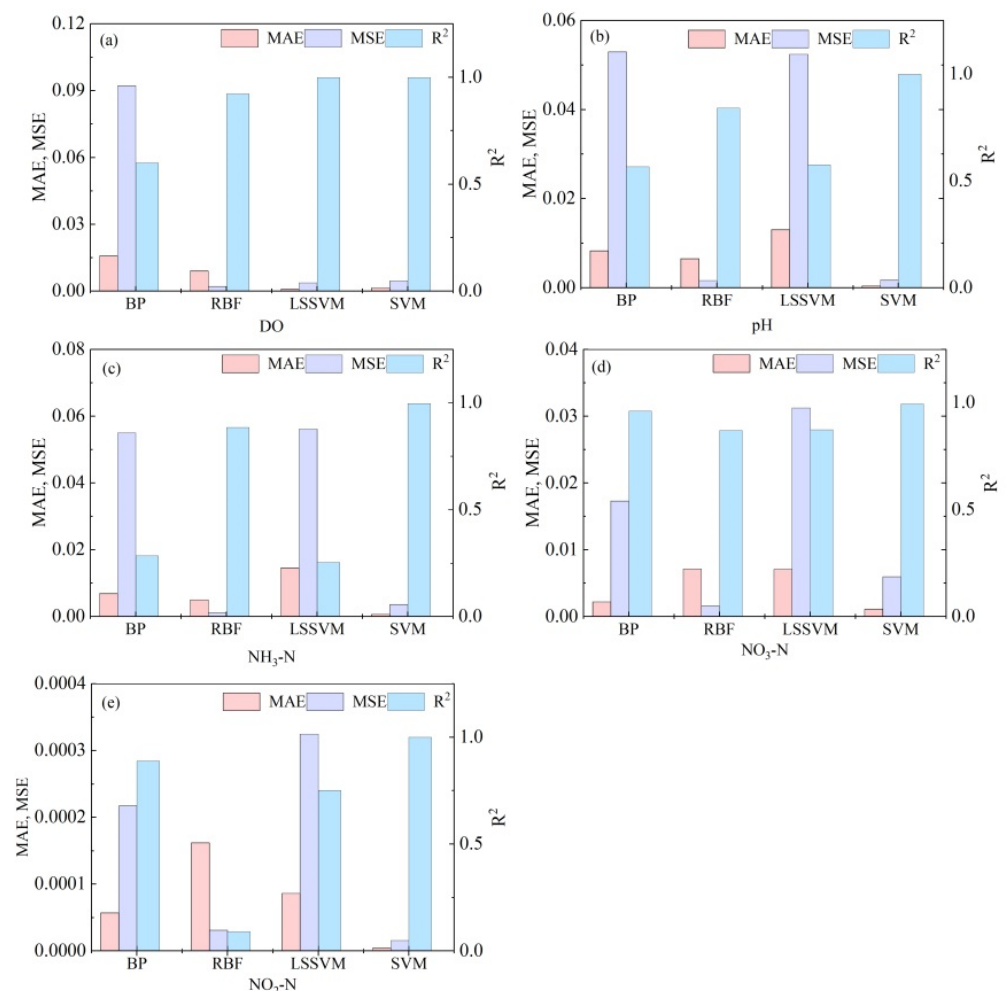 (a) MAE MSE R²
MAE, MSE
0.12
0.09
0.06
0.03
0.00
1.0
0.5
0.0
R²
BP RBF LSSVM SVM
DO
(b) MAE MSE R²
MAE, MSE
0.06
0.04
0.02
0.00
1.0
0.5
0.0
R²
BP RBF LSSVM SVM
pH
(c) MAE MSE R²
MAE, MSE
0.08
0.06
0.04
0.02
0.00
1.0
0.5
0.0
R²
BP RBF LSSVM SVM
NH₃-N
(d) MAE MSE R²
MAE, MSE
0.04
0.03
0.02
0.01
0.00
1.0
0.5
0.0
R²
BP RBF LSSVM SVM
NO₃-N
(e) MAE MSE R²
MAE, MSE
0.0004
0.0003
0.0002
0.0001
0.0000
1.0
0.5
0.0
R²
BP RBF LSSVM SVM
NO₂-N